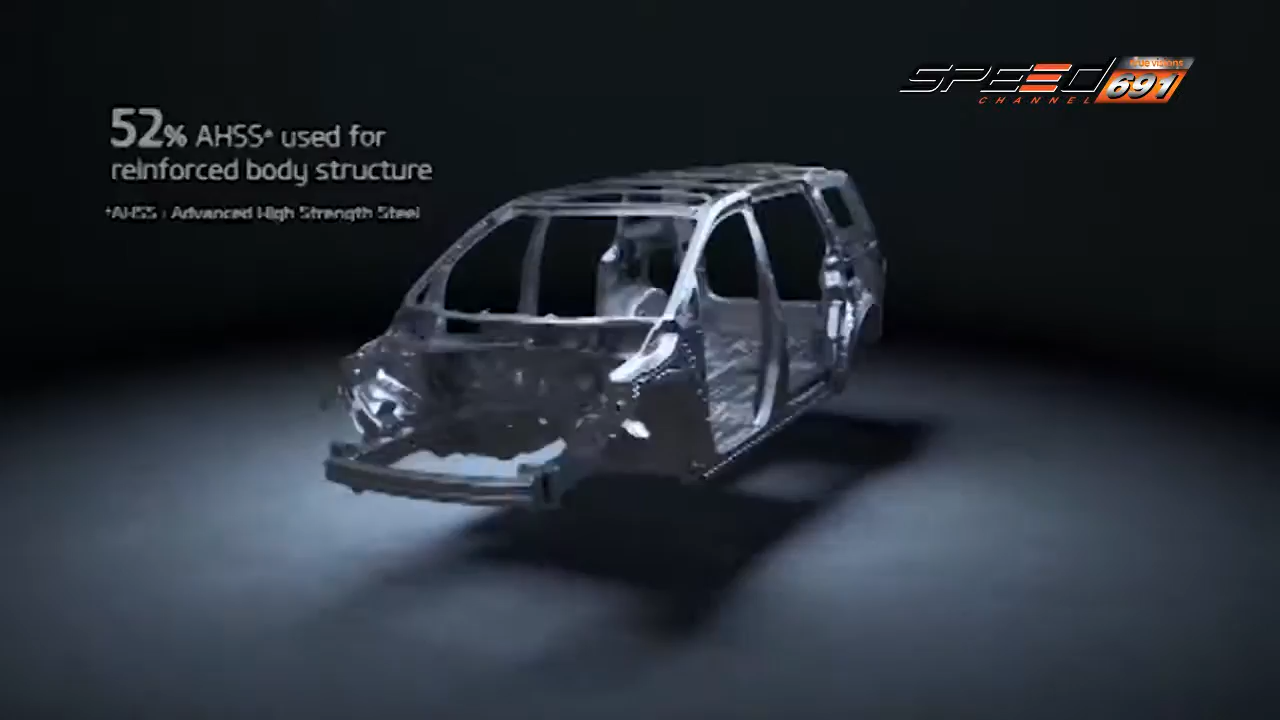 SPEED
CHANNEL
true visions
691
52% AHSS* used for
reinforced body structure
*AHSS : Advanced High Strength Steel